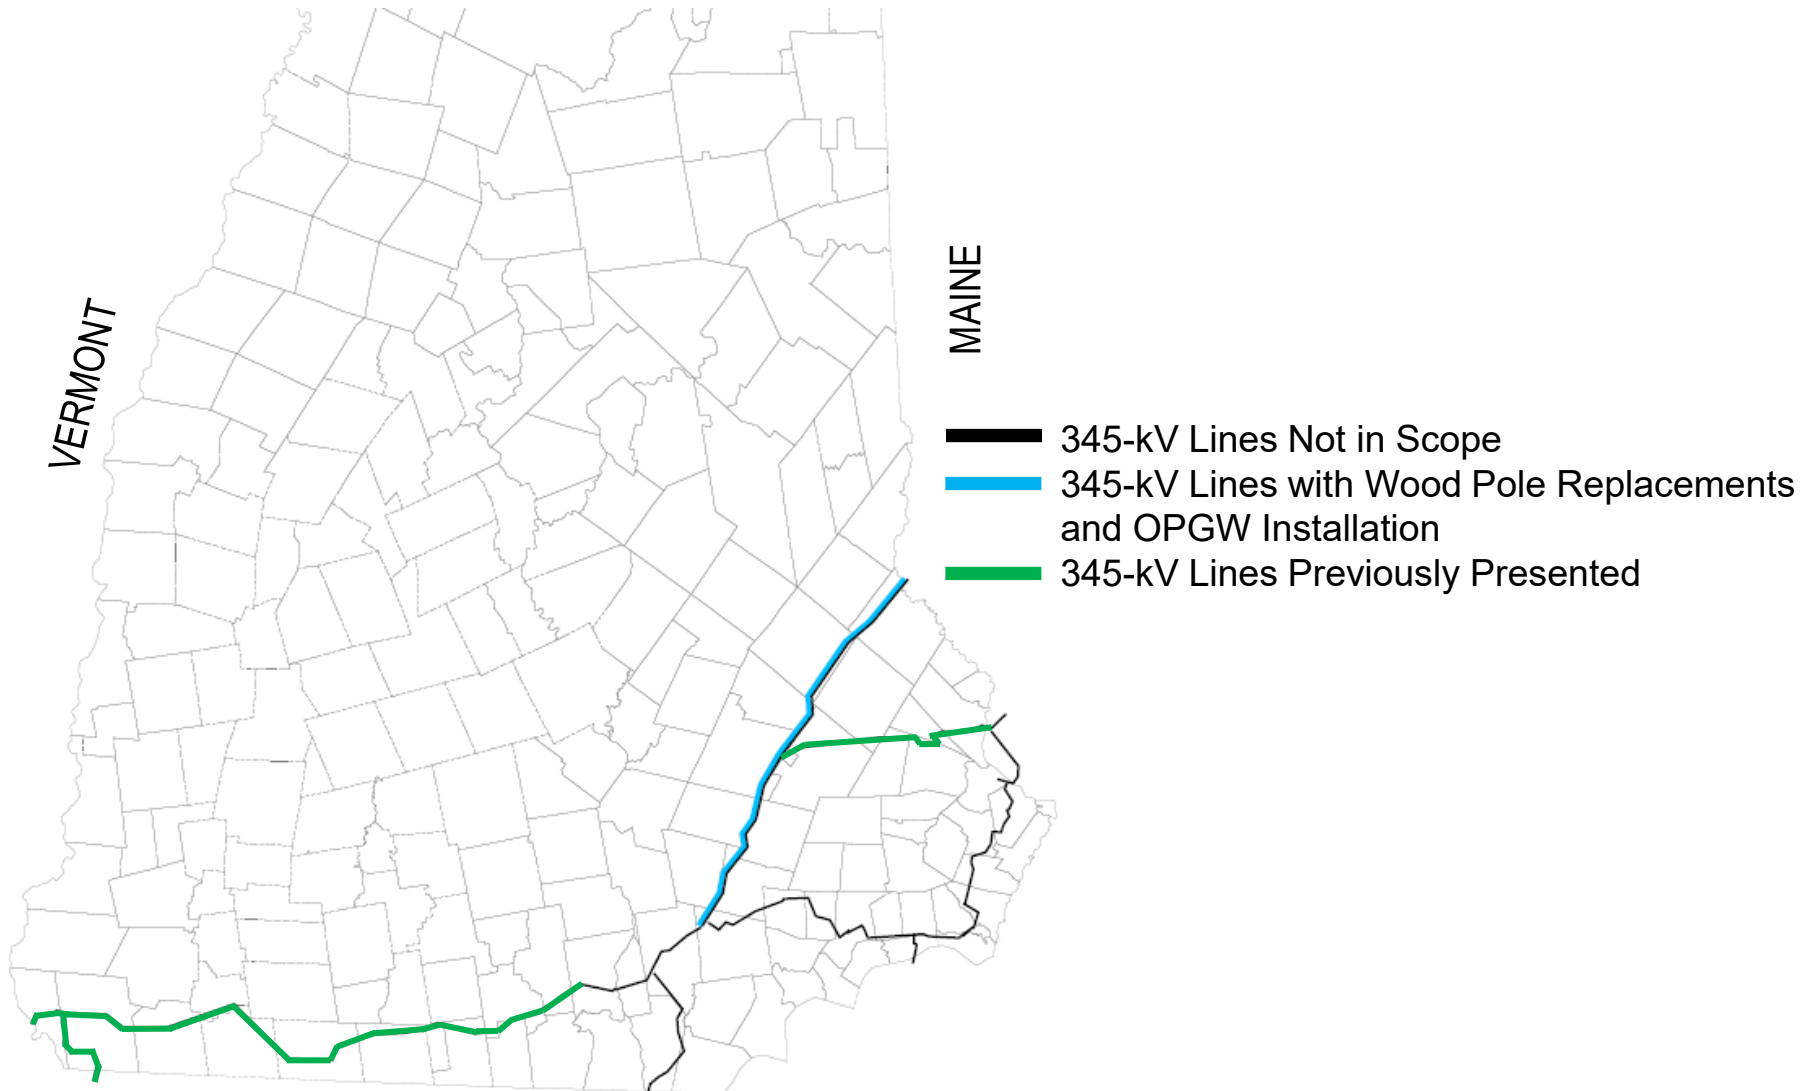 VERMONT
MAINE
345-kV Lines Not in Scope
345-kV Lines with Wood Pole Replacements
and OPGW Installation
345-kV Lines Previously Presented